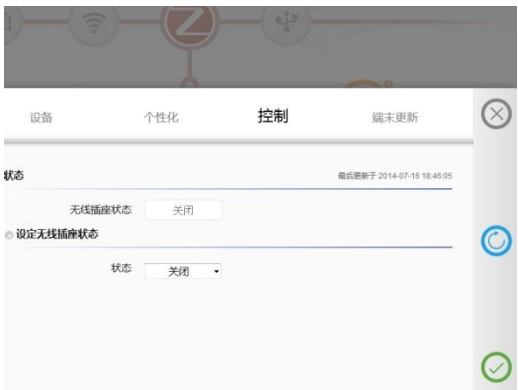 设备 个性化 控制 端末更新
状态 最后更新于 2014-07-16 18:46:05
无线插座状态 关闭
设定无线插座状态
状态 关闭